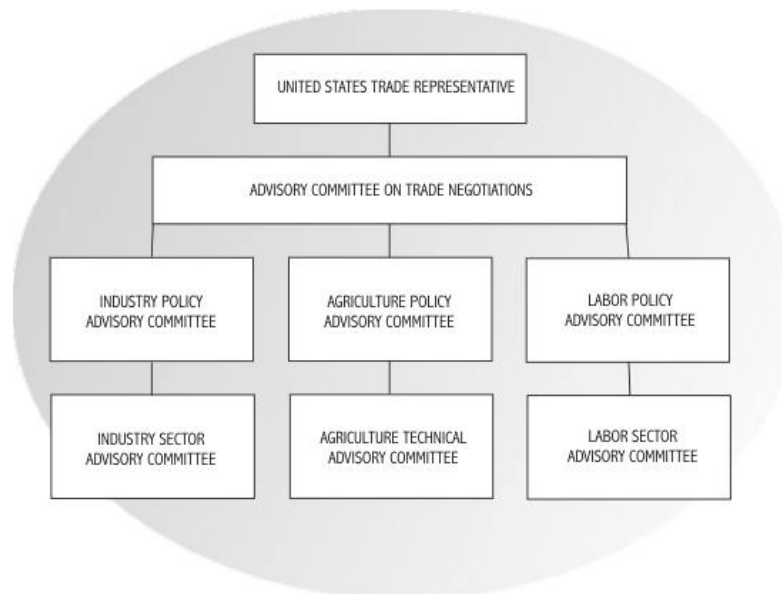 UNITED STATES TRADE REPRESENTATIVE
ADVISORY COMMITTEE ON TRADE NEGOTIATIONS
INDUSTRY POLICY
ADVISORY COMMITTEE
AGRICULTURE POLICY
ADVISORY COMMITTEE
LABOR POLICY
ADVISORY COMMITTEE
INDUSTRY SECTOR
ADVISORY COMMITTEE
AGRICULTURE TECHNICAL
ADVISORY COMMITTEE
LABOR SECTOR
ADVISORY COMMITTEE